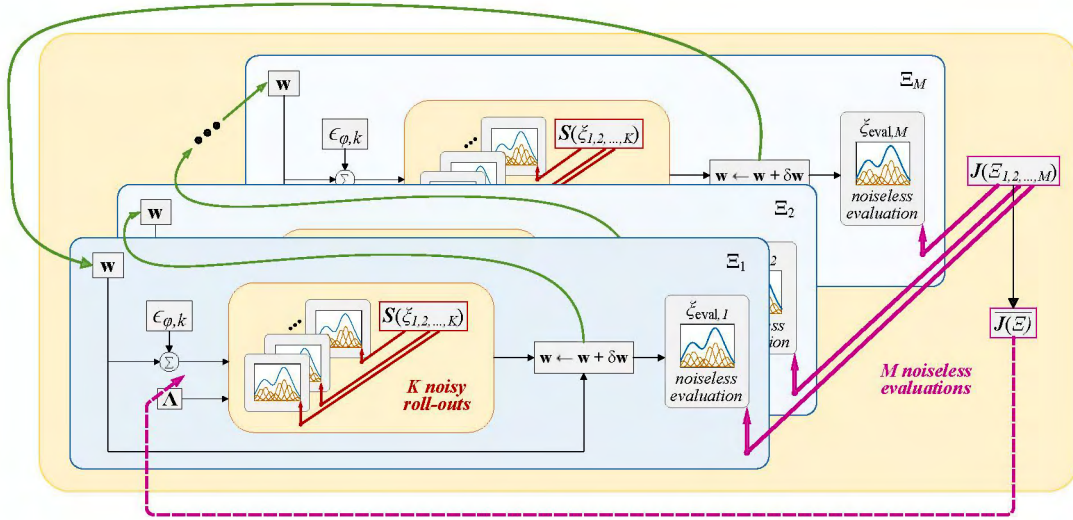 w
Ξ_M
ϵ_φ,k
S(ξ_1,2,...,K)
ξ_eval,M
Σ
w ← w + δw
noiseless
evaluation
J(Ξ_1,2,...,M)
w
Ξ_2
2
w
Ξ_1
ϵ_φ,k
S(ξ_1,2,...,K)
ξ_eval,1
J(Ξ)
Σ
w ← w + δw
Λ
K noisy
roll-outs
noiseless
evaluation
M noiseless
evaluations